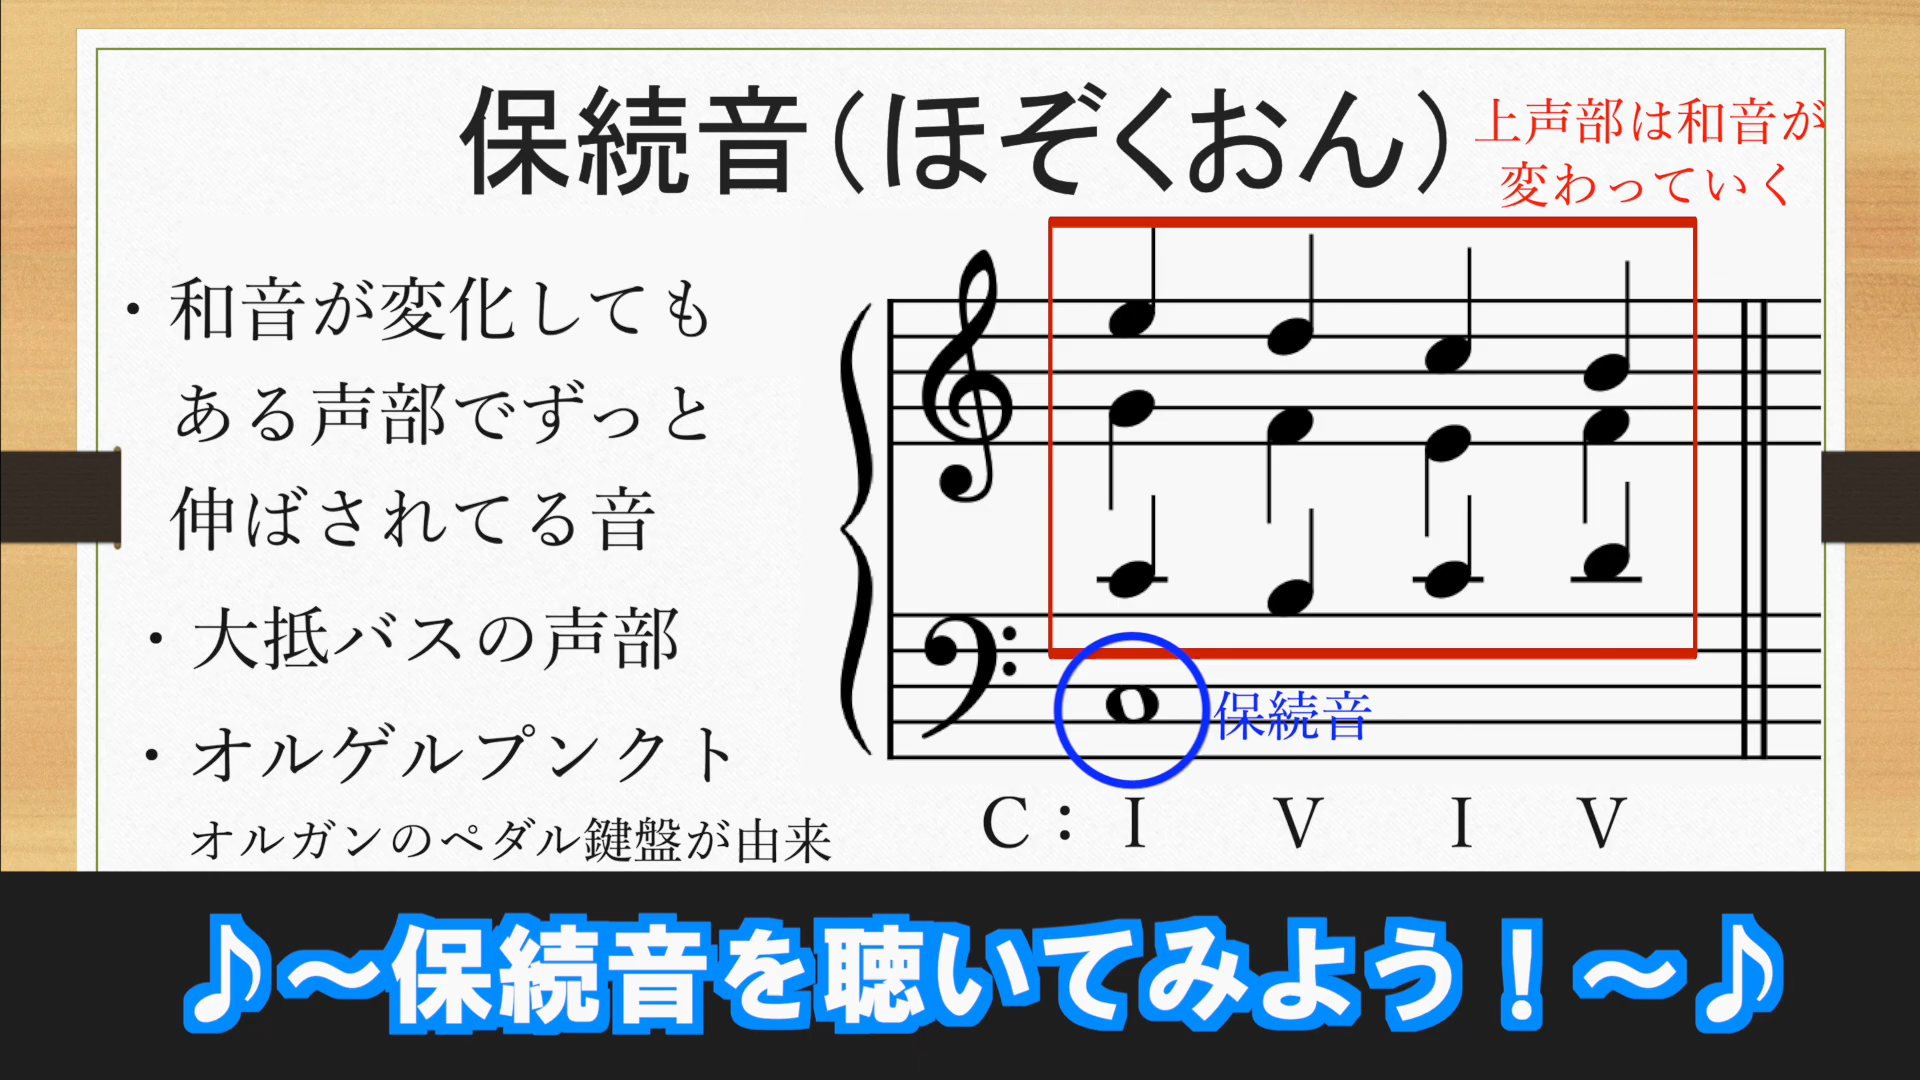 保続音（ほぞくおん）
上声部は和音が
変わっていく
・和音が変化しても
ある声部でずっと
伸ばされてる音
・大抵バスの声部
・オルゲルプンクト
オルガンのペダル鍵盤が由来
保続音
C： I V I V
♪～保続音を聴いてみよう！～♪